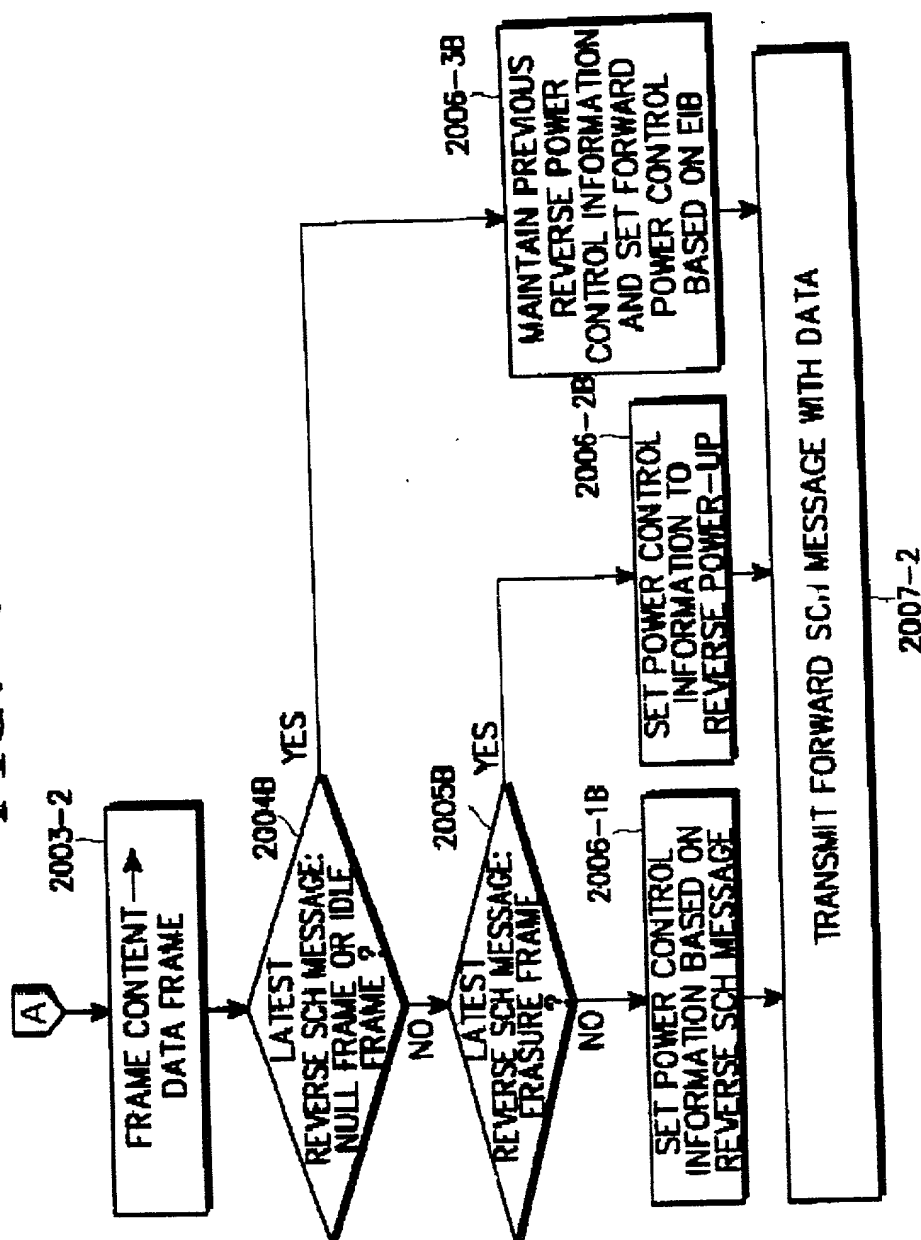 A
2003-2
FRAME CONTENT→
DATA FRAME
2004B
LATEST
REVERSE SCH MESSAGE:
NULL FRAME OR IDLE
FRAME ?
YES
NO
2005B
LATEST
REVERSE SCH MESSAGE:
ERASURE FRAME
?
YES
NO
2006-1B
SET POWER CONTROL
INFORMATION BASED ON
REVERSE SCH MESSAGE
2006-2B
SET POWER CONTROL
INFORMATION TO
REVERSE POWER-UP
2006-3B
MAINTAIN PREVIOUS
REVERSE POWER
CONTROL INFORMATION
AND SET FORWARD
POWER CONTROL
BASED ON EIB
TRANSMIT FORWARD SCH MESSAGE WITH DATA
2007-2